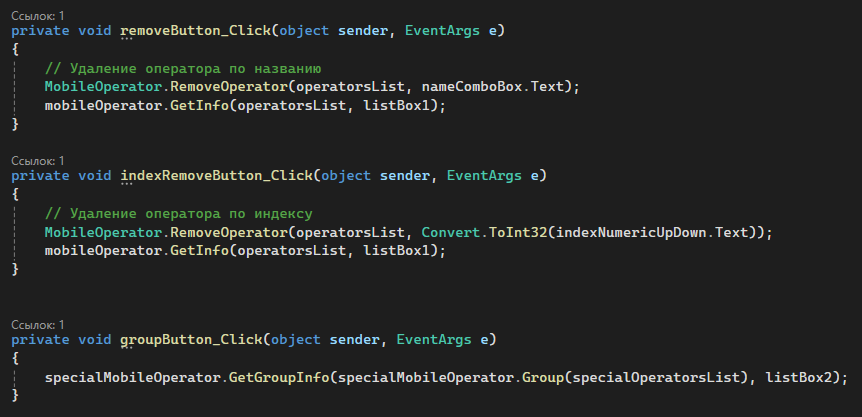 Ссылок: 1
private void removeButton_Click(object sender, EventArgs e)
{
// Удаление оператора по названию
MobileOperator.RemoveOperator(operatorsList, nameComboBox.Text);
mobileOperator.GetInfo(operatorsList, listBox1);
}
Ссылок: 1
private void indexRemoveButton_Click(object sender, EventArgs e)
{
// Удаление оператора по индексу
MobileOperator.RemoveOperator(operatorsList, Convert.ToInt32(indexNumericUpDown.Text));
mobileOperator.GetInfo(operatorsList, listBox1);
}
Ссылок: 1
private void groupButton_Click(object sender, EventArgs e)
{
specialMobileOperator.GetGroupInfo(specialMobileOperator.Group(specialOperatorsList), listBox2);
}